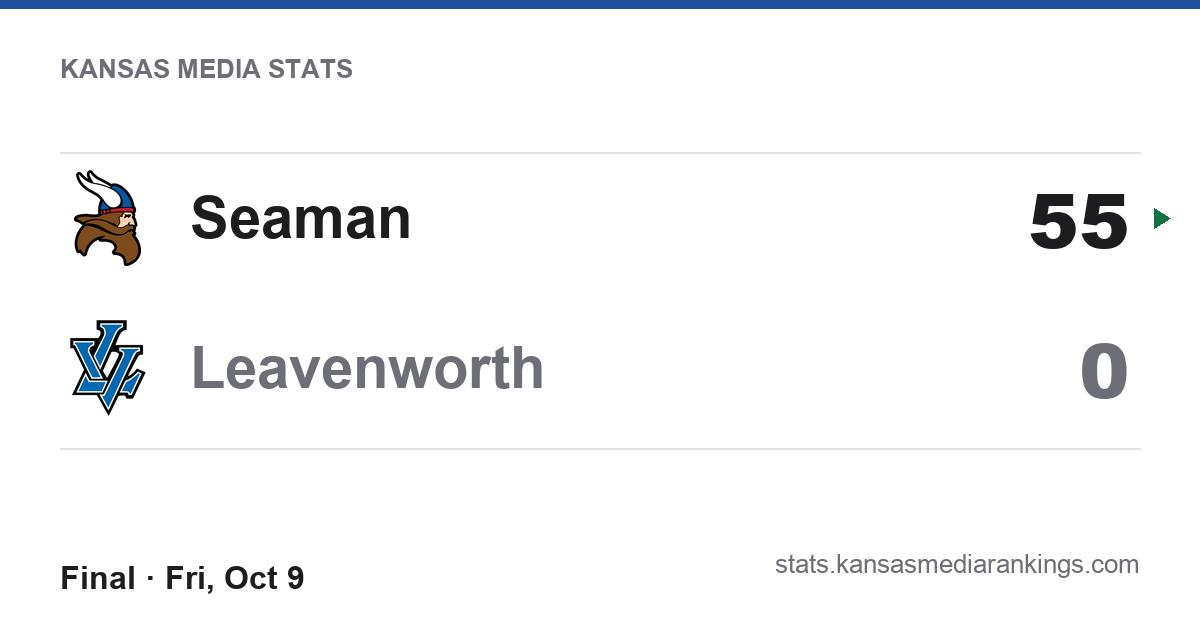 KANSAS MEDIA STATS
Seaman 55
Leavenworth 0
Final · Fri, Oct 9
stats.kansasmediarankings.com